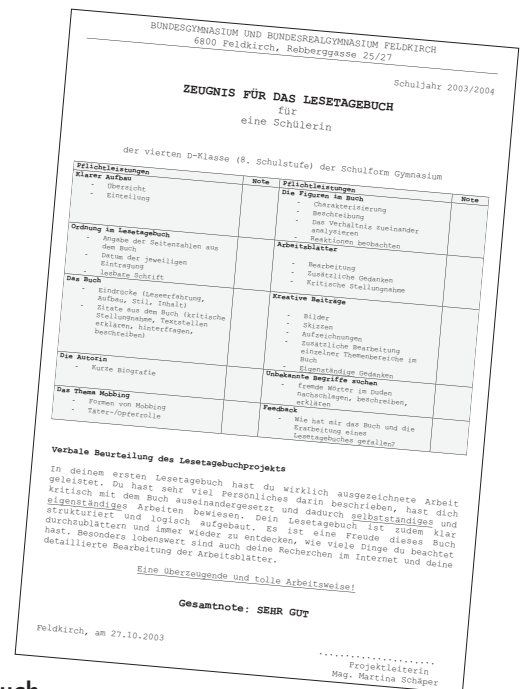 BUNDESGYMNASIUM UND BUNDESREALGYMNASIUM FELDKIRCH
6800 Feldkirch, Rebberggasse 25/27
Schuljahr 2003/2004
ZEUGNIS FÜR DAS LESETAGEBUCH
für
eine Schülerin
der vierten D-Klasse (8. Schulstufe) der Schulform Gymnasium
Pflichtleistungen Note
Klarer Aufbau
- Übersicht
- Einteilung
Ordnung im Lesetagebuch
- Angabe der Seitenzahlen aus
dem Buch
- Datum der jeweiligen
Eintragung
- lesbare Schrift
Das Buch
- Eindrücke (Leseerfahrung,
Aufbau, Stil, Inhalt)
- Zitate aus dem Buch (kritische
Stellungnahme, Textstellen
erklären, hinterfragen,
beschreiben)
Die Autorin
- Kurze Biografie
Das Thema Mobbing
- Formen von Mobbing
- Täter-/Opferrolle
Pflichtleistungen Note
Die Figuren im Buch
- Charakterisierung
- Beschreibung
- Das Verhältnis zueinander
analysieren
- Reaktionen beobachten
Arbeitsblätter
- Bearbeitung
- Zusätzliche Gedanken
- Kritische Stellungnahme
Kreative Beiträge
- Bilder
- Skizzen
- Aufzeichnungen
- Zusätzliche Bearbeitung
einzelner Themenbereiche im
Buch
- Eigenständige Gedanken
Unbekannte Begriffe suchen
- fremde Wörter im Duden
nachschlagen, beschreiben,
erklären
Feedback
- Wie hat mir das Buch und die
Erarbeitung eines
Lesetagebuches gefallen?
Verbale Beurteilung des Lesetagebuchprojekts
In deinem ersten Lesetagebuch hast du wirklich ausgezeichnete Arbeit
geleistet. Du hast sehr viel Persönliches darin beschrieben, hast dich
kritisch mit dem Buch auseinandergesetzt und dadurch selbstständiges und
eigenständiges Arbeiten bewiesen. Dein Lesetagebuch ist zudem klar
strukturiert und logisch aufgebaut. Es ist eine Freude dieses Buch
durchzublättern und immer wieder zu entdecken, wie viele Dinge du beachtet
hast. Besonders lobenswert sind auch deine Recherchen im Internet und deine
detaillierte Bearbeitung der Arbeitsblätter.
Eine überzeugende und tolle Arbeitsweise!
Gesamtnote: SEHR GUT
Feldkirch, am 27.10.2003
.....................
Projektleiterin
Mag. Martina Schäper